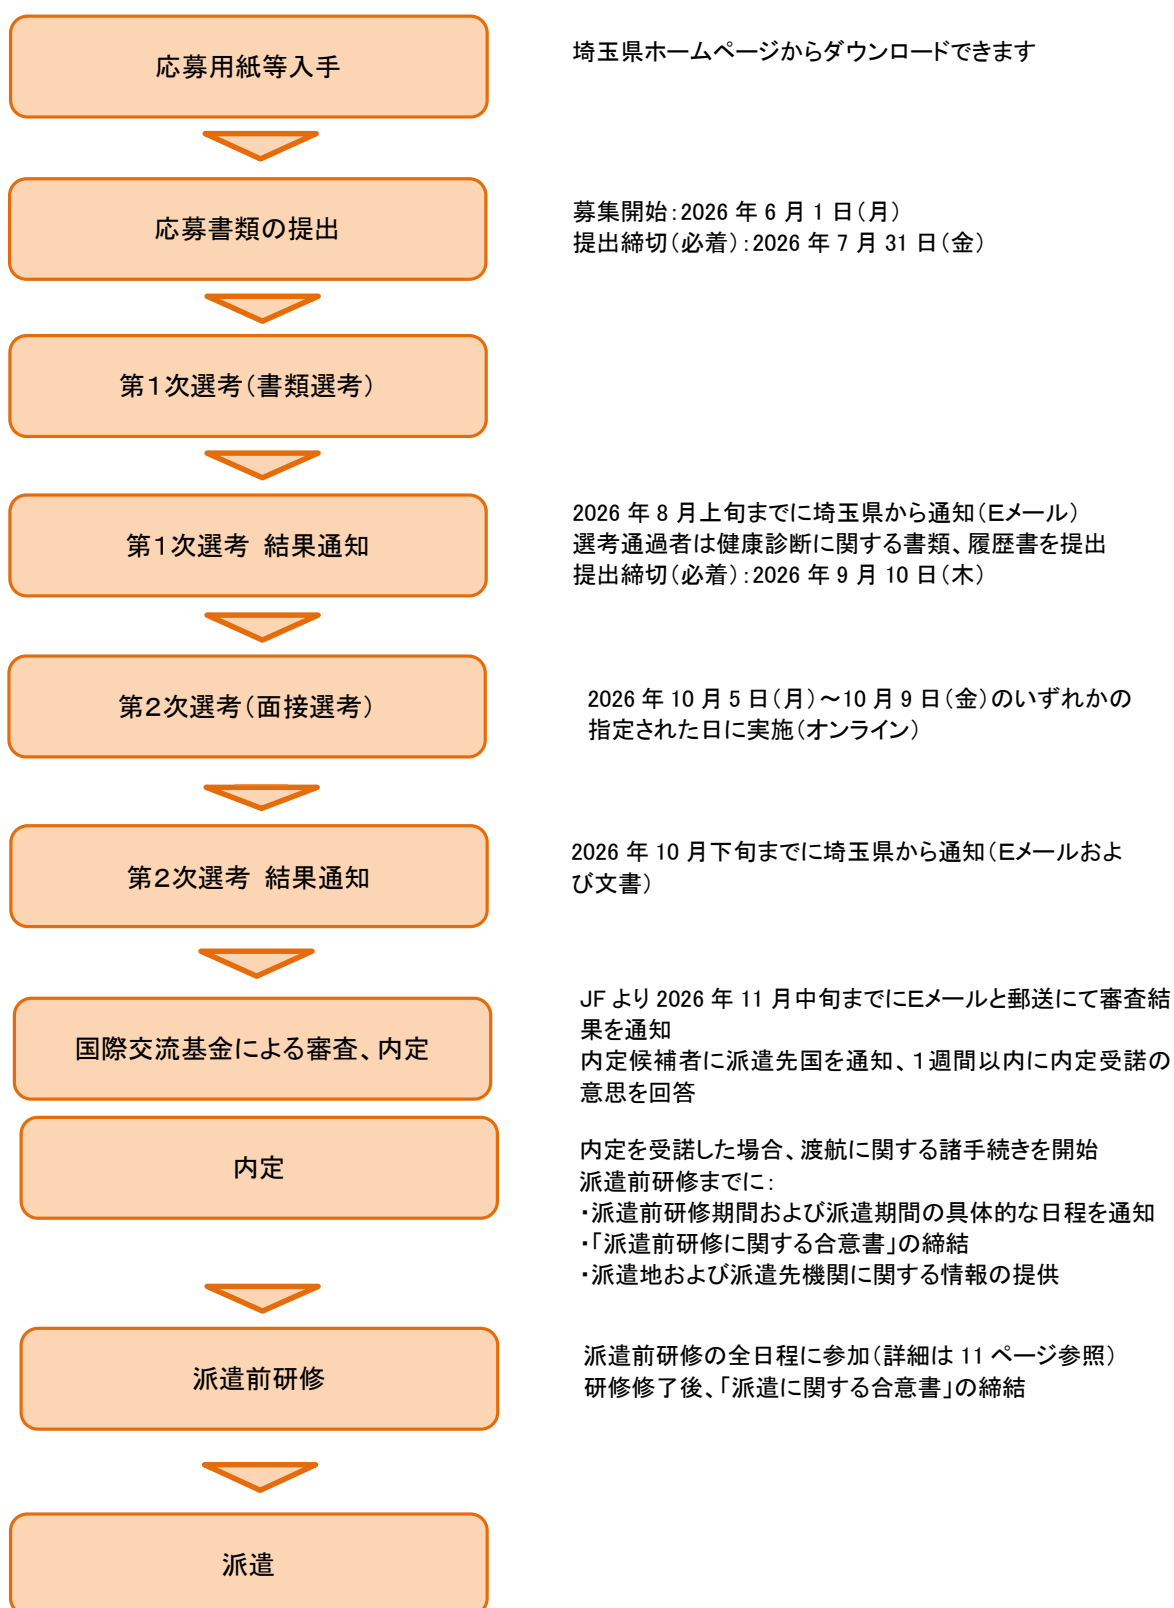 応募用紙等入手
埼玉県ホームページからダウンロードできます
応募書類の提出
募集開始：2026 年 6 月 1 日（月）
提出締切（必着）：2026 年 7 月 31 日（金）
第１次選考（書類選考）
第１次選考 結果通知
2026 年 8 月上旬までに埼玉県から通知（Ｅメール）
選考通過者は健康診断に関する書類、履歴書を提出
提出締切（必着）：2026 年 9 月 10 日（木）
第２次選考（面接選考）
2026 年 10 月 5 日（月）～10 月 9 日（金）のいずれかの
指定された日に実施（オンライン）
第２次選考 結果通知
2026 年 10 月下旬までに埼玉県から通知（Ｅメールおよ
び文書）
国際交流基金による審査、内定
JF より 2026 年 11 月中旬までにＥメールと郵送にて審査結
果を通知
内定候補者に派遣先国を通知、１週間以内に内定受諾の
意思を回答
内定
内定を受諾した場合、渡航に関する諸手続きを開始
派遣前研修までに：
・派遣前研修期間および派遣期間の具体的な日程を通知
・「派遣前研修に関する合意書」の締結
・派遣地および派遣先機関に関する情報の提供
派遣前研修
派遣前研修の全日程に参加（詳細は 11 ページ参照）
研修修了後、「派遣に関する合意書」の締結
派遣